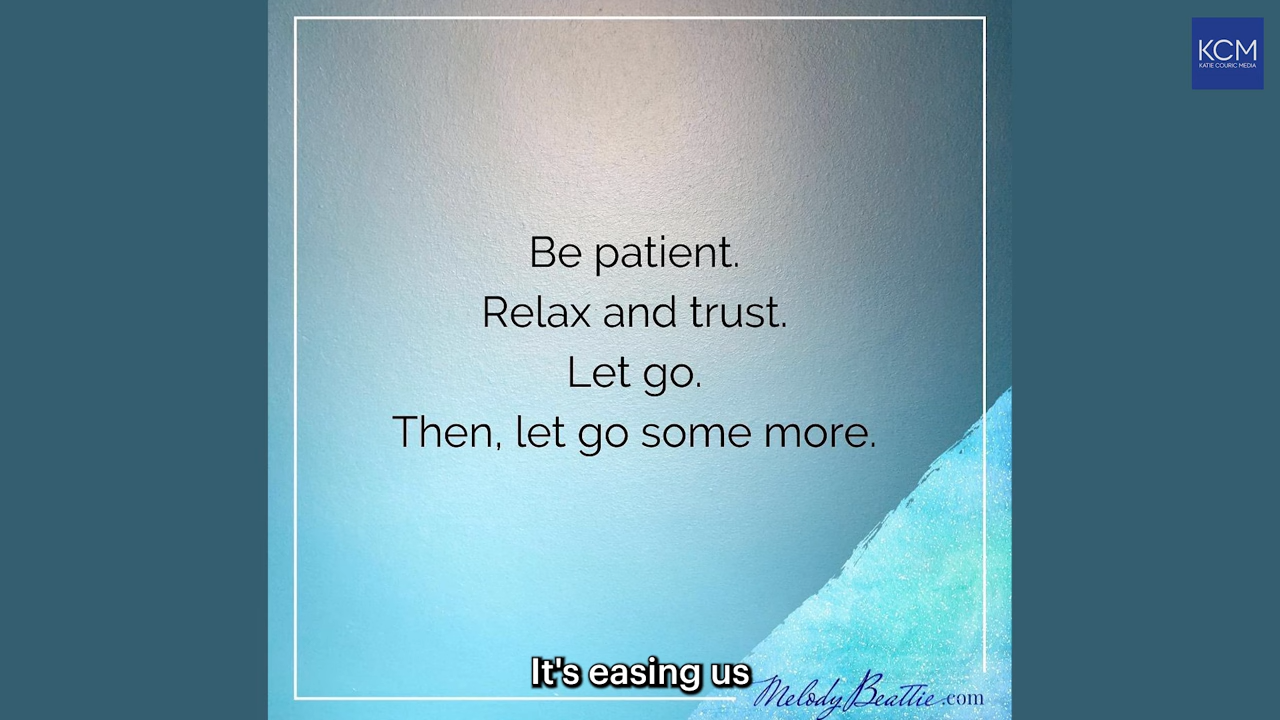 KCM
KATIE COURIC MEDIA
Be patient.
Relax and trust.
Let go.
Then, let go some more.
It's easing us
MelodyBeattie.com